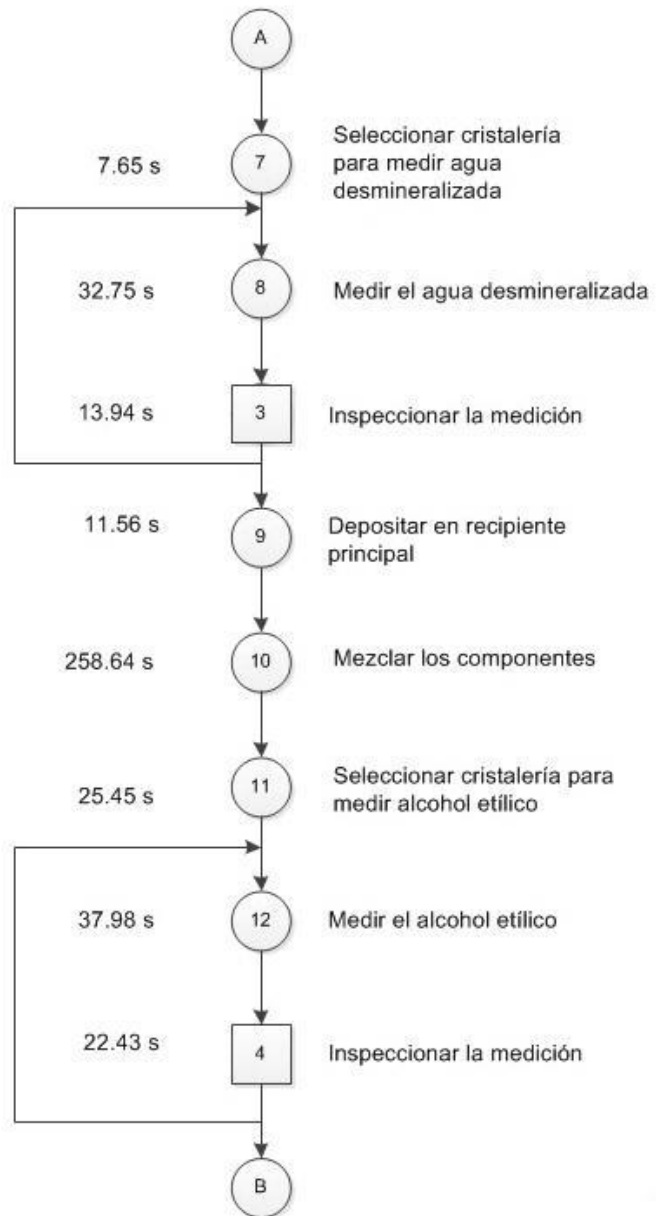 A
7.65 s
7
Seleccionar cristalería
para medir agua
desmineralizada
32.75 s
8
Medir el agua desmineralizada
13.94 s
3
Inspeccionar la medición
11.56 s
9
Depositar en recipiente
principal
258.64 s
10
Mezclar los componentes
25.45 s
11
Seleccionar cristalería para
medir alcohol etílico
37.98 s
12
Medir el alcohol etílico
22.43 s
4
Inspeccionar la medición
B